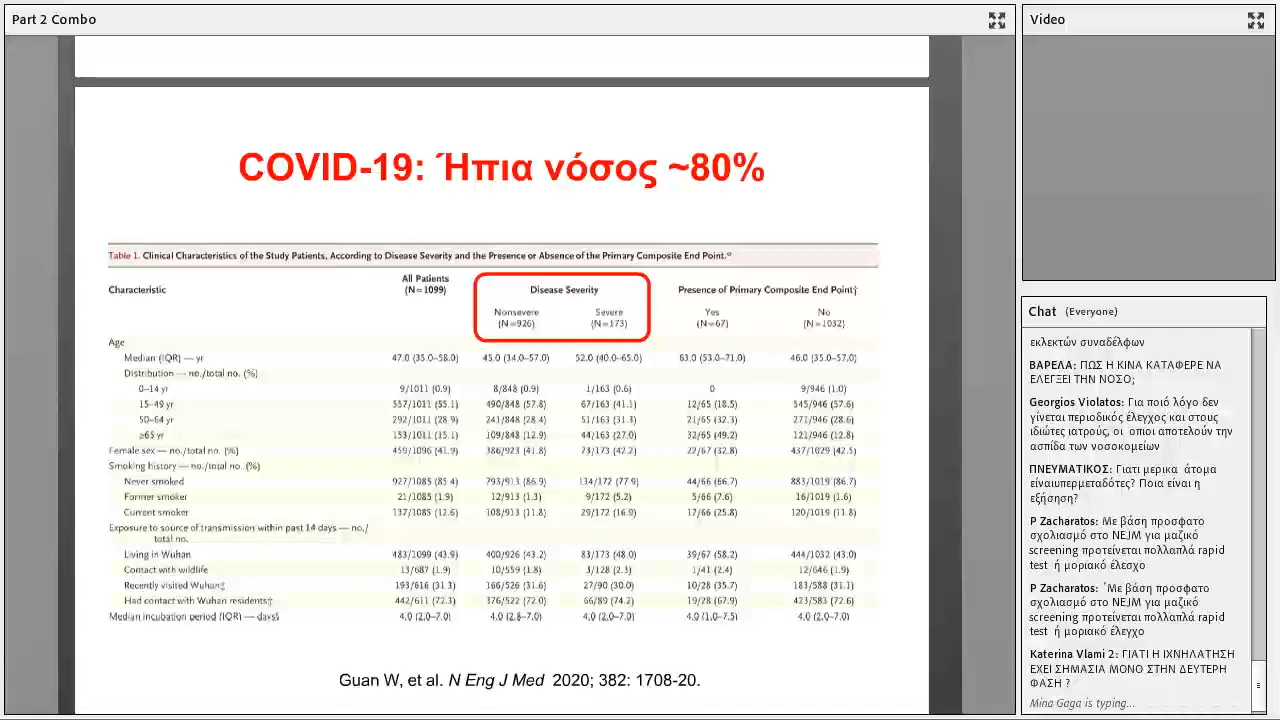 Part 2 Combo
COVID-19: Ήπια νόσος ~80%
Table 1. Clinical Characteristics of the Study Patients, According to Disease Severity and the Presence or Absence of the Primary Composite End Point.*
Characteristic
All Patients
(N=1099)
Disease Severity
Presence of Primary Composite End Point†
Nonsevere
(N=926)
Severe
(N=173)
Yes
(N=67)
No
(N=1032)
Age
Median (IQR) — yr 47.0 (35.0–58.0) 45.0 (34.0–57.0) 52.0 (40.0–65.0) 63.0 (53.0–71.0) 46.0 (35.0–57.0)
Distribution — no./total no. (%)
0–14 yr 9/1011 (0.9) 8/848 (0.9) 1/163 (0.6) 0 9/946 (1.0)
15–49 yr 557/1011 (55.1) 490/848 (57.8) 67/163 (41.1) 12/65 (18.5) 545/946 (57.6)
50–64 yr 292/1011 (28.9) 241/848 (28.4) 51/163 (31.3) 21/65 (32.3) 271/946 (28.6)
≥65 yr 153/1011 (15.1) 109/848 (12.9) 44/163 (27.0) 32/65 (49.2) 121/946 (12.8)
Female sex — no./total no. (%) 459/1096 (41.9) 386/923 (41.8) 73/173 (42.2) 22/67 (32.8) 437/1029 (42.5)
Smoking history — no./total no. (%)
Never smoked 927/1085 (85.4) 793/913 (86.9) 134/172 (77.9) 44/66 (66.7) 883/1019 (86.7)
Former smoker 21/1085 (1.9) 12/913 (1.3) 9/172 (5.2) 5/66 (7.6) 16/1019 (1.6)
Current smoker 137/1085 (12.6) 108/913 (11.8) 29/172 (16.9) 17/66 (25.8) 120/1019 (11.8)
Exposure to source of transmission within past 14 days — no./
total no.
Living in Wuhan 483/1099 (43.9) 400/926 (43.2) 83/173 (48.0) 39/67 (58.2) 444/1032 (43.0)
Contact with wildlife 13/687 (1.9) 10/559 (1.8) 3/128 (2.3) 1/41 (2.4) 12/646 (1.9)
Recently visited Wuhan‡ 193/616 (31.3) 166/526 (31.6) 27/90 (30.0) 10/28 (35.7) 183/588 (31.1)
Had contact with Wuhan residents‡ 442/611 (72.3) 376/522 (72.0) 66/89 (74.2) 19/28 (67.9) 423/583 (72.6)
Median incubation period (IQR) — days§ 4.0 (2.0–7.0) 4.0 (2.8–7.0) 4.0 (2.0–7.0) 4.0 (1.0–7.5) 4.0 (2.0–7.0)
Guan W, et al. N Eng J Med 2020; 382: 1708-20.
Video
Chat (Everyone)
εκλεκτών συναδέλφων
ΒΑΡΕΛΑ: ΠΩΣ Η ΚΙΝΑ ΚΑΤΑΦΕΡΕ ΝΑ
ΕΛΕΓΞΕΙ ΤΗΝ ΝΟΣΟ;
Georgios Violatos: Για ποιό λόγο δεν
γίνεται περιοδικός έλεγχος και στους
ιδιώτες ιατρούς, οι οποιοι αποτελούν την
ασπίδα των νοσοκομείων
ΠΝΕΥΜΑΤΙΚΟΣ: Γιατι μερικα άτομα
είναιυπερμεταδότες? Ποια είναι η
εξήσηση?
P Zacharatos: Με βάση προσφατο
σχολιασμό στο NEJM για μαζικό
screening προτείνεται πολλαπλά rapid
test ή μοριακό έλεσχο
P Zacharatos: ΄Με βάση προσφατο
σχολιασμό στο NEJM για μαζικό
screening προτείνεται πολλαπλά rapid
test ή μοριακό έλεγχο
Katerina Vlami 2: ΓΙΑΤΙ Η ΙΧΝΗΛΑΤΗΣΗ
ΕΧΕΙ ΣΗΜΑΣΙΑ ΜΟΝΟ ΣΤΗΝ ΔΕΥΤΕΡΗ
ΦΑΣΗ ?
Mina Gaga is typing...